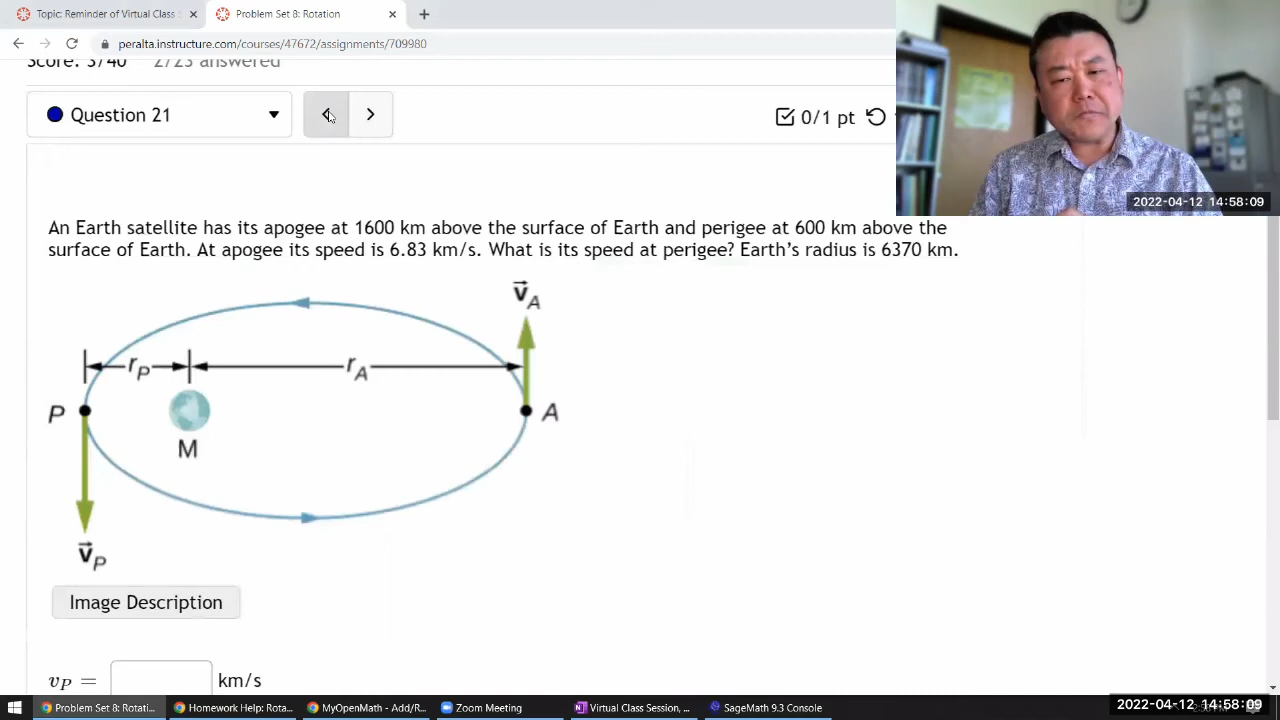 Topic: Reminder of Virtual Class
Problem Set 8: Rotation
peralta.instructure.com/courses/47672/assignments/709980
Score: 3/40 2/23 answered
Question 21
0/1 pt
2022-04-12 14:58:09
An Earth satellite has its apogee at 1600 km above the surface of Earth and perigee at 600 km above the
surface of Earth. At apogee its speed is 6.83 km/s. What is its speed at perigee? Earth's radius is 6370 km.
v⃗A
rP
rA
P
A
M
v⃗P
Image Description
vP = km/s
Problem Set 8: Rotati...
Homework Help: Rota...
MyOpenMath - Add/R...
Zoom Meeting
Virtual Class Session, ...
SageMath 9.3 Console
2022-04-12 14:58:09